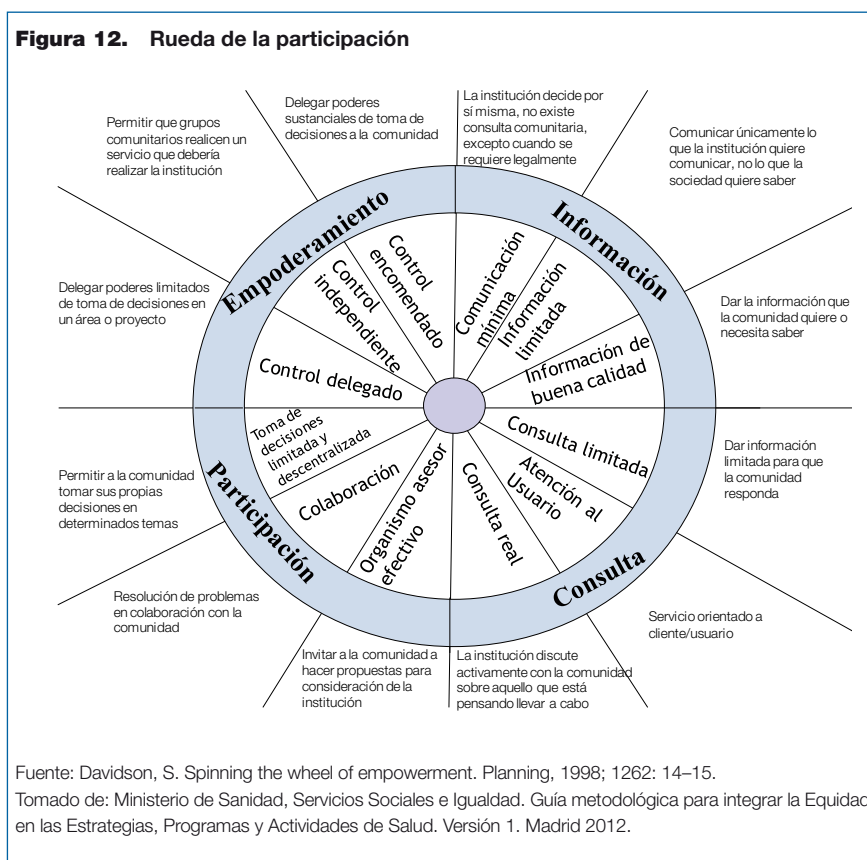 Figura 12. Rueda de la participación
La institución decide por
sí misma, no existe
consulta comunitaria,
excepto cuando se
requiere legalmente
Comunicar únicamente lo
que la institución quiere
comunicar, no lo que la
sociedad quiere saber
Dar la información que
la comunidad quiere o
necesita saber
Dar información
limitada para que
la comunidad
responda
Servicio orientado a
cliente/usuario
La institución discute
activamente con la comunidad
sobre aquello que está
pensando llevar a cabo
Invitar a la comunidad a
hacer propuestas para
consideración de la
institución
Resolución de problemas
en colaboración con la
comunidad
Permitir a la comunidad
tomar sus propias
decisiones en
determinados temas
Delegar poderes limitados
de toma de decisiones en
un área o proyecto
Permitir que grupos
comunitarios realicen un
servicio que debería
realizar la institución
Delegar poderes
sustanciales de toma de
decisiones a la comunidad
Información
Consulta
Participación
Empoderamiento
Comunicación
mínima
Información
limitada
Información de
buena calidad
Consulta limitada
Atención al
Usuario
Consulta real
Organismo asesor
efectivo
Colaboración
Toma de
decisiones
limitada y
descentralizada
Control delegado
Control
independiente
Control
encomendado
Fuente: Davidson, S. Spinning the wheel of empowerment. Planning, 1998; 1262: 14–15.
Tomado de: Ministerio de Sanidad, Servicios Sociales e Igualdad. Guía metodológica para integrar la Equidad
en las Estrategias, Programas y Actividades de Salud. Versión 1. Madrid 2012.